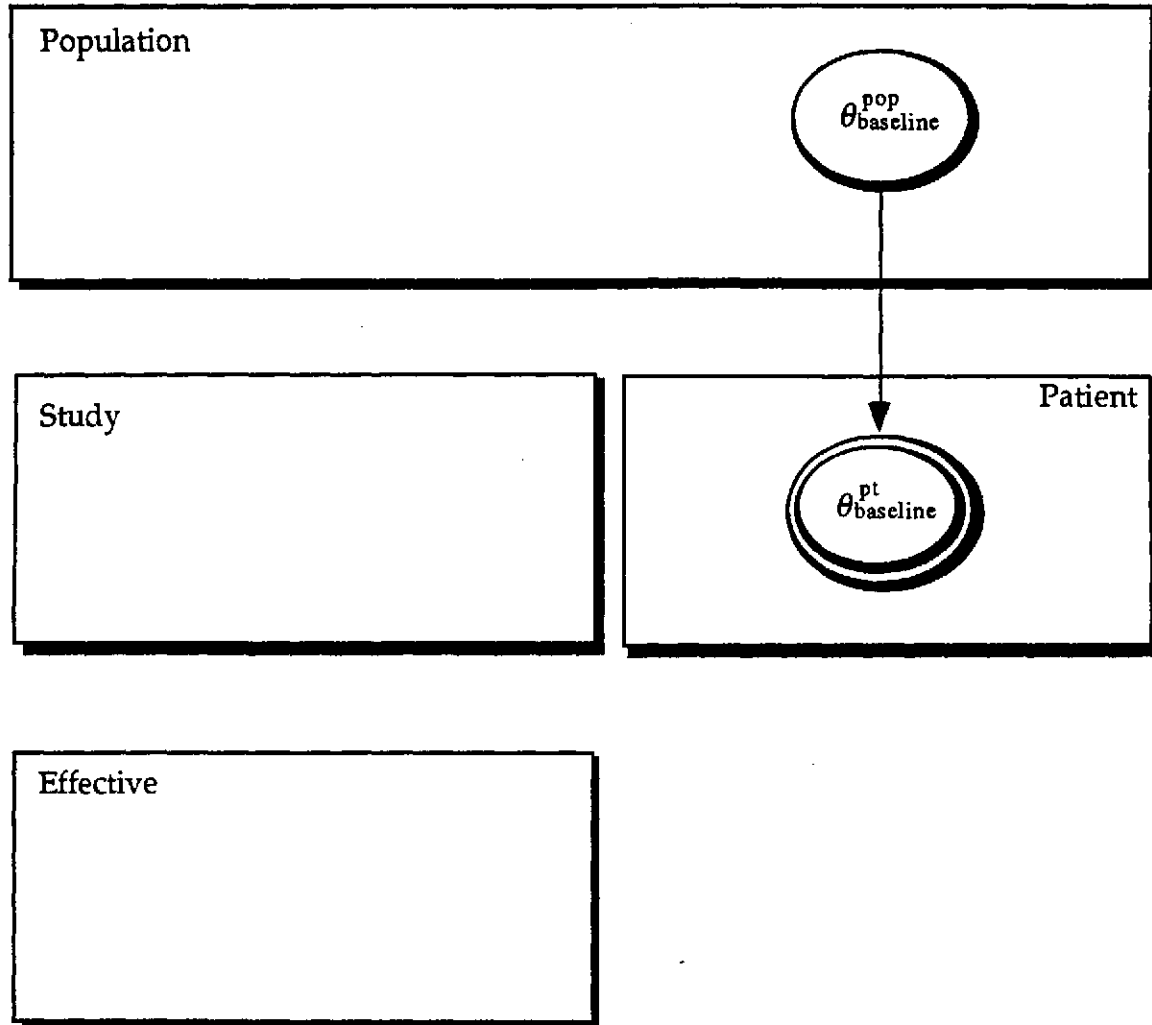 Population
θ^pop_baseline
Study
Patient
θ^pt_baseline
Effective